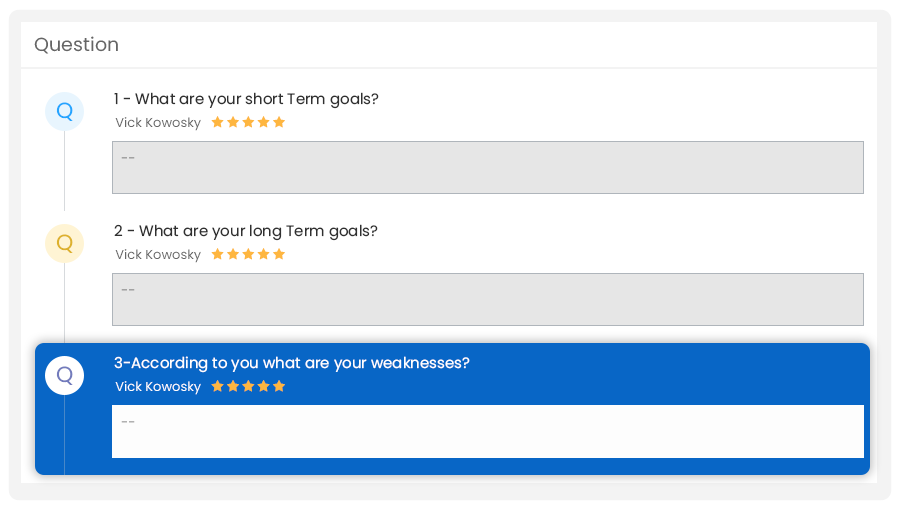 Question
Q
1 - What are your short Term goals?
Vick Kowosky
--
Q
2 - What are your long Term goals?
Vick Kowosky
--
Q
3-According to you what are your weaknesses?
Vick Kowosky
--